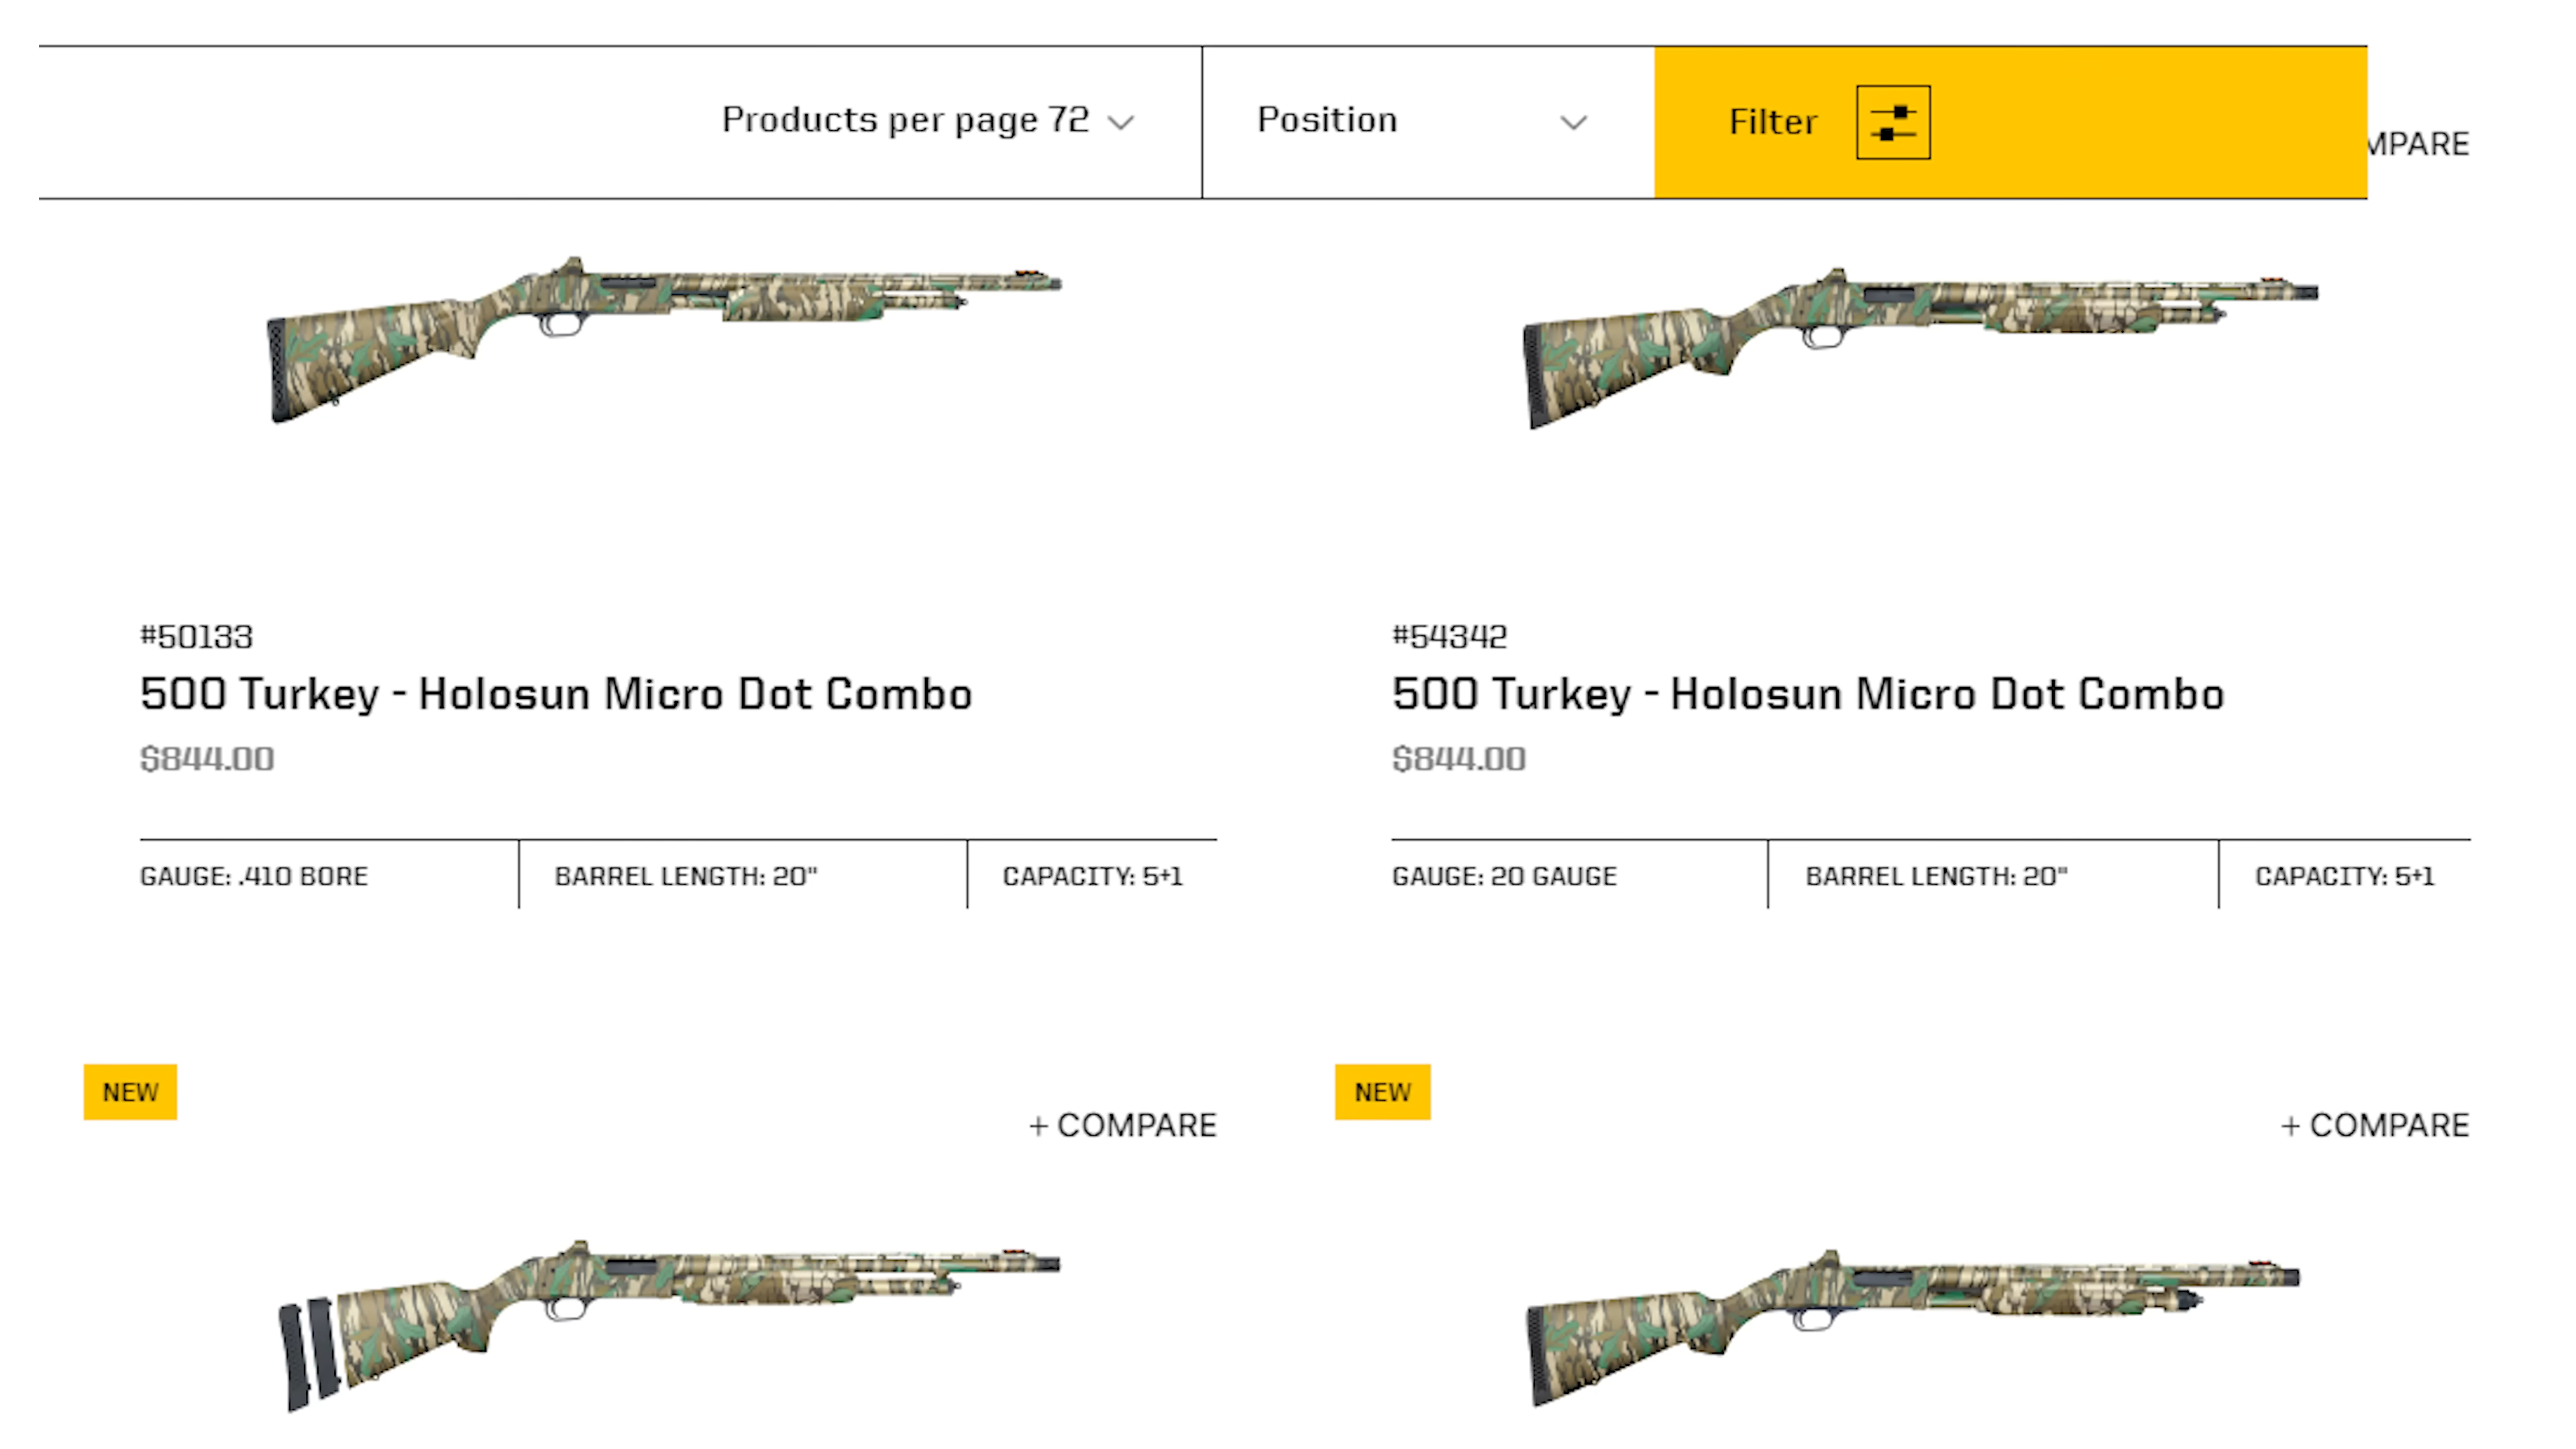 Products per page 72
Position
Filter
MPARE
#50133
500 Turkey - Holosun Micro Dot Combo
$844.00
GAUGE: .410 BORE
BARREL LENGTH: 20"
CAPACITY: 5+1
#54342
500 Turkey - Holosun Micro Dot Combo
$844.00
GAUGE: 20 GAUGE
BARREL LENGTH: 20"
CAPACITY: 5+1
NEW
+ COMPARE
NEW
+ COMPARE